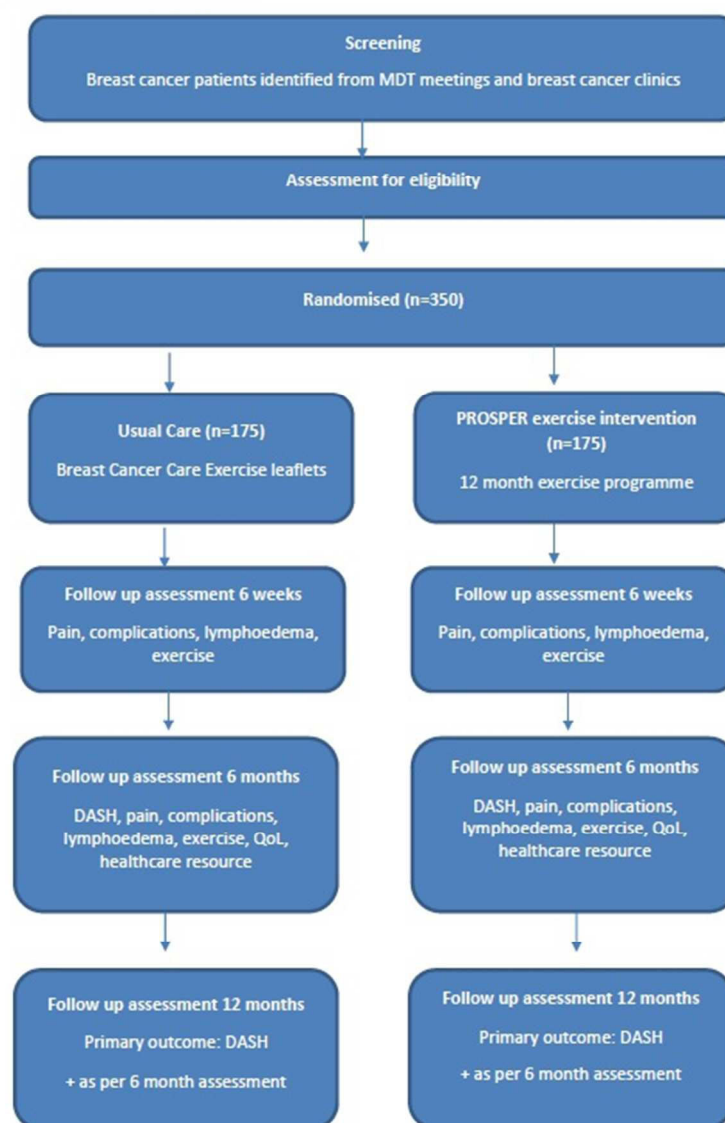 Screening
Breast cancer patients identified from MDT meetings and breast cancer clinics
Assessment for eligibility
Randomised (n=350)
Usual Care (n=175)
Breast Cancer Care Exercise leaflets
PROSPER exercise intervention
(n=175)
12 month exercise programme
Follow up assessment 6 weeks
Pain, complications, lymphoedema,
exercise
Follow up assessment 6 weeks
Pain, complications, lymphoedema,
exercise
Follow up assessment 6 months
DASH, pain, complications,
lymphoedema, exercise, QoL,
healthcare resource
Follow up assessment 6 months
DASH, pain, complications,
lymphoedema, exercise, QoL,
healthcare resource
Follow up assessment 12 months
Primary outcome: DASH
+ as per 6 month assessment
Follow up assessment 12 months
Primary outcome: DASH
+ as per 6 month assessment